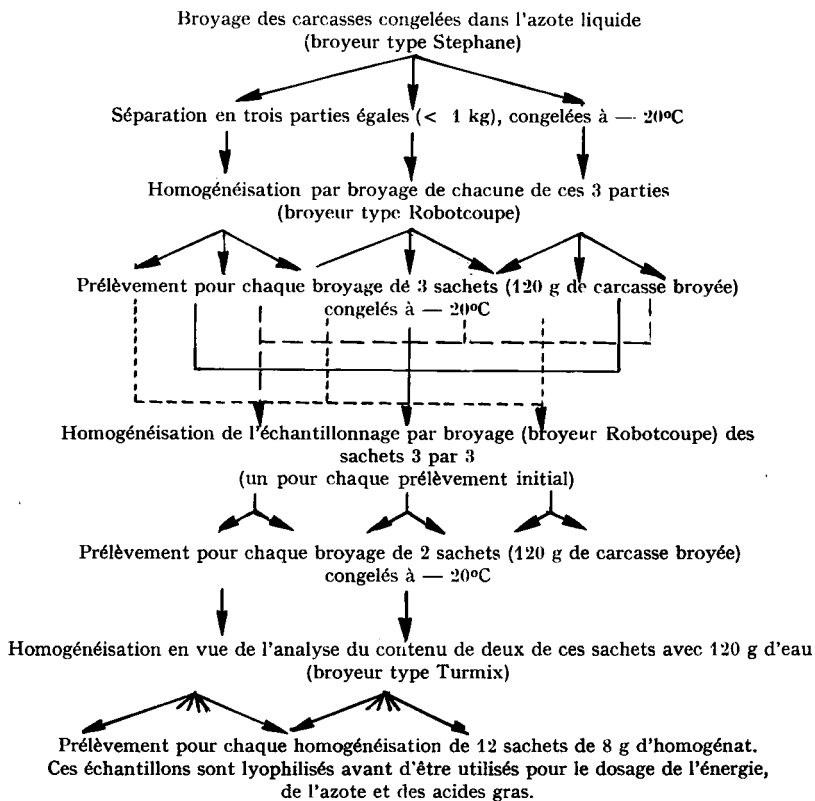 Broyage des carcasses congelées dans l'azote liquide
(broyeur type Stephane)
Séparation en trois parties égales (< 1 kg), congelées à — 20ºC
Homogénéisation par broyage de chacune de ces 3 parties
(broyeur type Robotcoupe)
Prélèvement pour chaque broyage de 3 sachets (120 g de carcasse broyée)
congelés à — 20ºC
Homogénéisation de l'échantillonnage par broyage (broyeur Robotcoupe) des
sachets 3 par 3
(un pour chaque prélèvement initial)
Prélèvement pour chaque broyage de 2 sachets (120 g de carcasse broyée)
congelés à — 20ºC
Homogénéisation en vue de l'analyse du contenu de deux de ces sachets avec 120 g d'eau
(broyeur type Turmix)
Prélèvement pour chaque homogénéisation de 12 sachets de 8 g d'homogénat.
Ces échantillons sont lyophilisés avant d'être utilisés pour le dosage de l'énergie,
de l'azote et des acides gras.